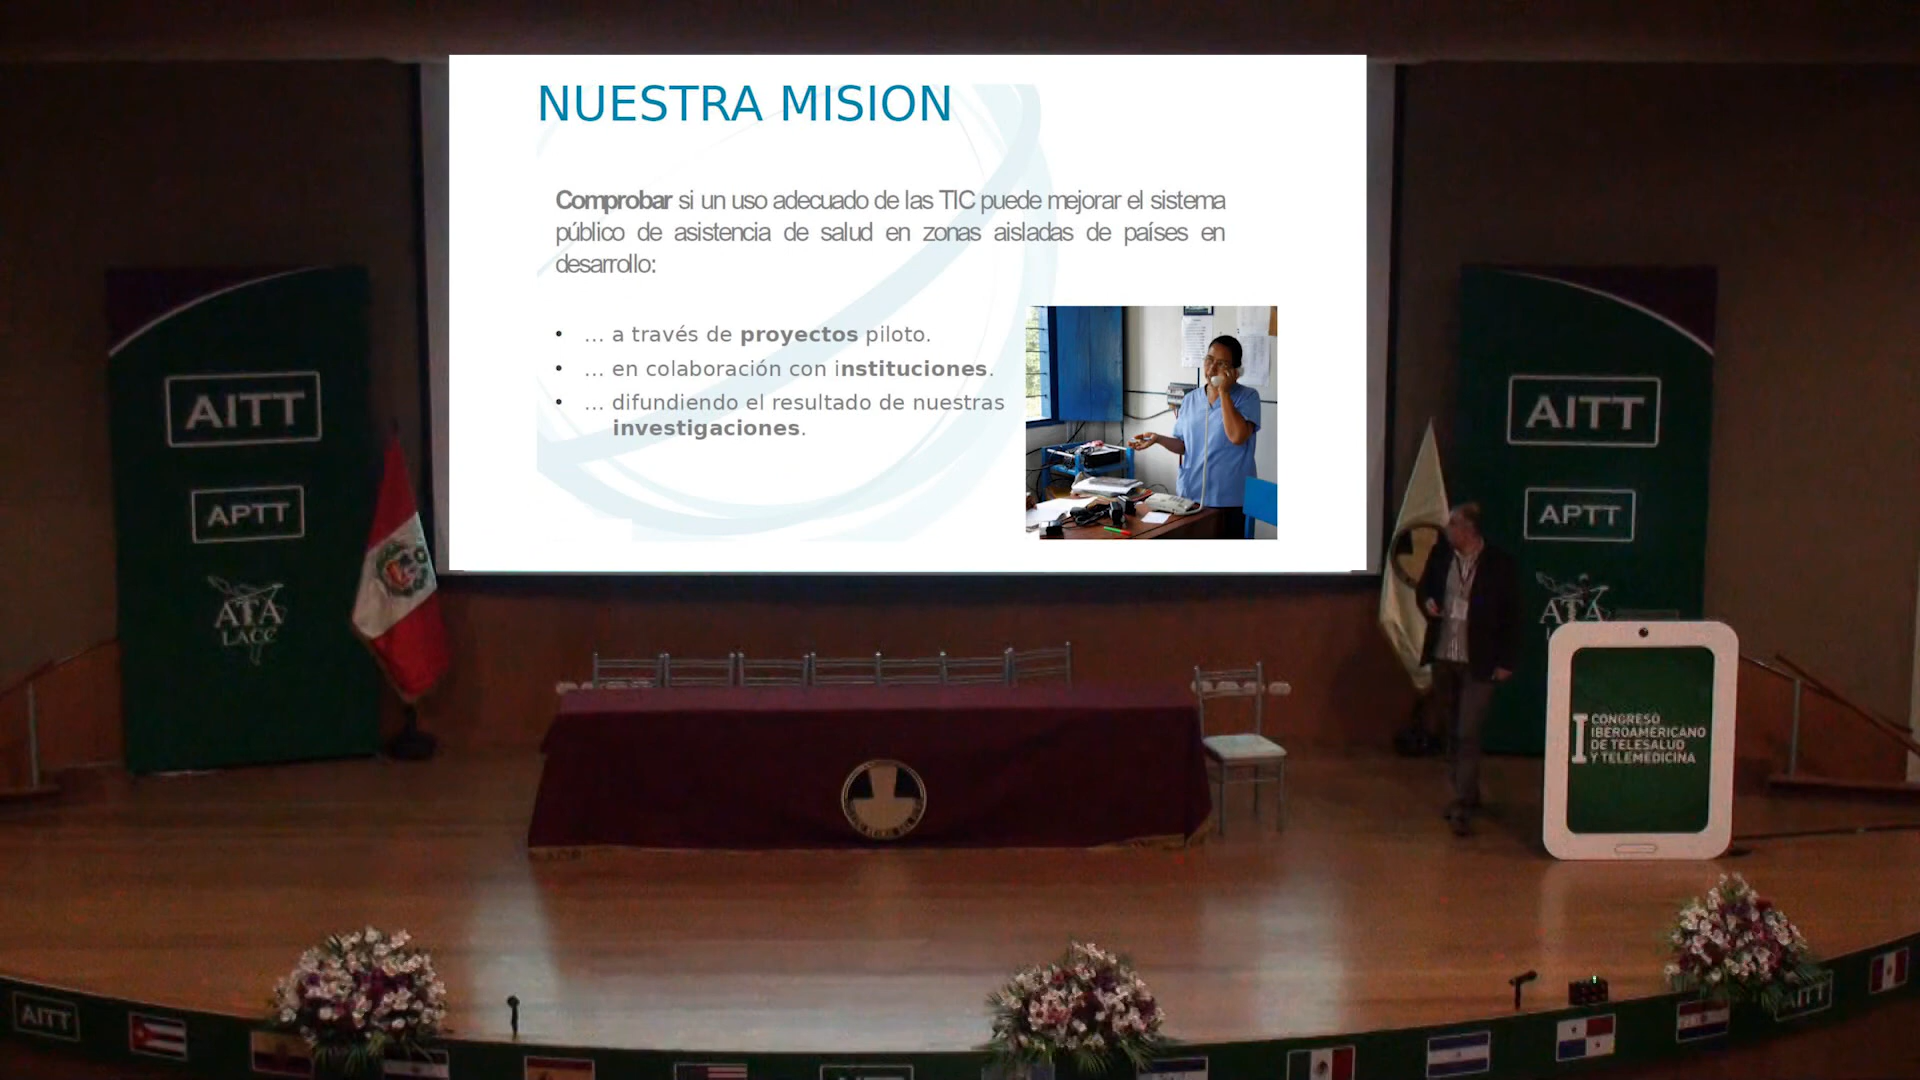 NUESTRA MISION
Comprobar si un uso adecuado de las TIC puede mejorar el sistema
público de asistencia de salud en zonas aisladas de países en
desarrollo:
• ... a través de proyectos piloto.
• ... en colaboración con instituciones.
• ... difundiendo el resultado de nuestras
investigaciones.
AITT
APTT
ATA
LACC
AITT
APTT
ATA
I CONGRESO
IBEROAMERICANO
DE TELESALUD
Y TELEMEDICINA
AITT
AITT